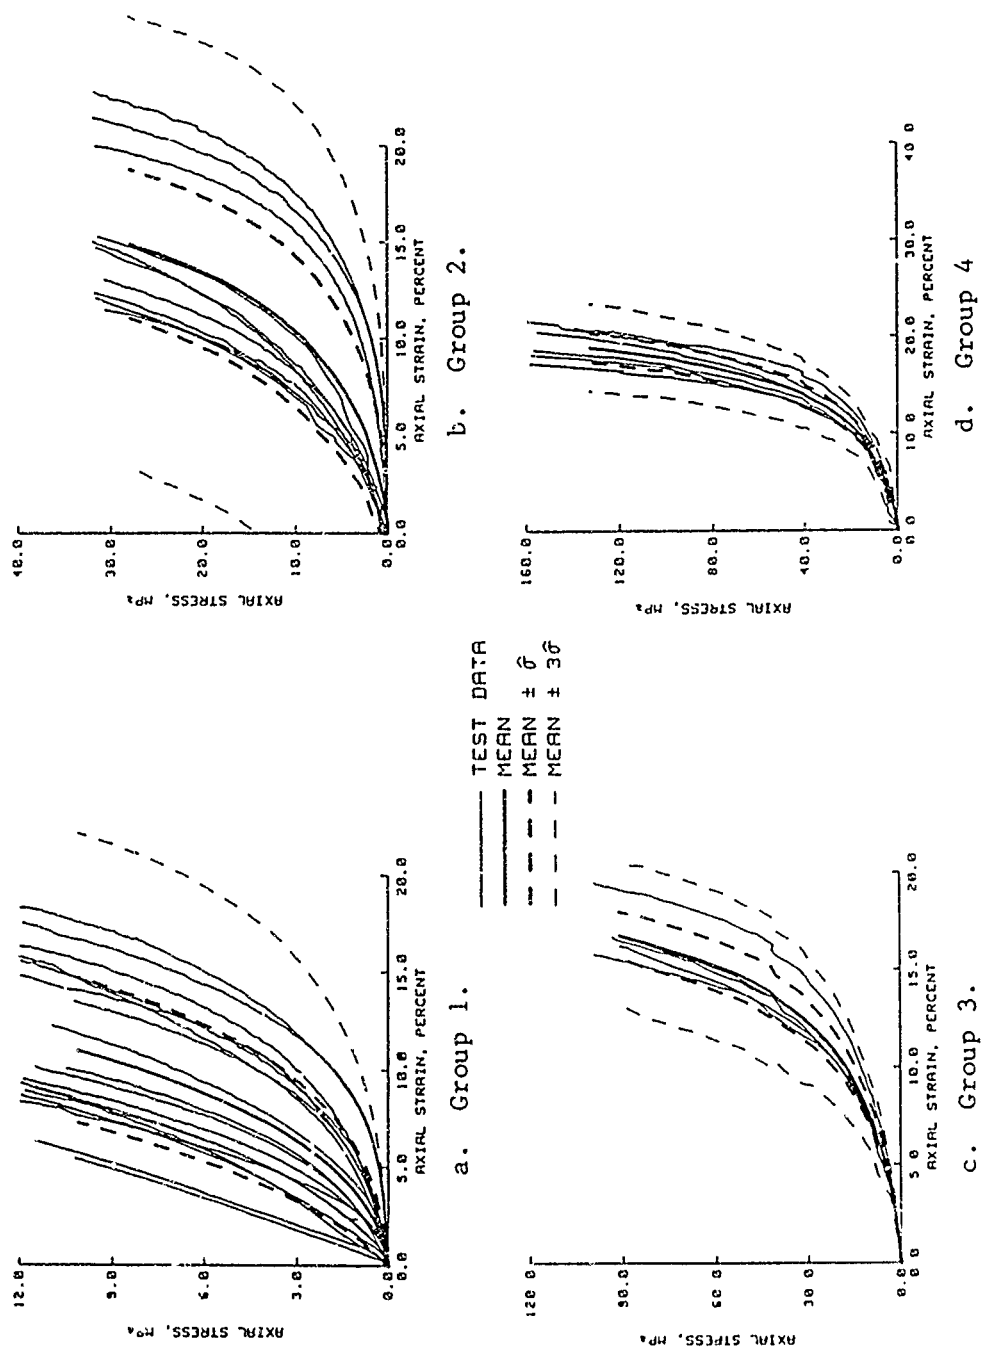 40.0
30.0
20.0
10.0
0.0
AXIAL STRESS, MPa
0.0
5.0
10.0
15.0
20.0
AXIAL STRAIN, PERCENT
b. Group 2.
160.0
120.0
80.0
40.0
0.0
AXIAL STRESS, MPa
0 0
10 0
20.0
30.0
40 0
AXIAL STRAIN, PERCENT
d. Group 4
TEST DATA
MEAN
MEAN ± σ̂
MEAN ± 3σ̂
12.0
9.0
6.0
3.0
0.0
AXIAL STRESS, MPa
0.0
5.0
10.0
15.0
20.0
AXIAL STRAIN, PERCENT
a. Group 1.
120.0
90.0
60.0
30.0
0.0
AXIAL STRESS, MPa
0 0
5 0
10.0
15.0
20.0
AXIAL STRAIN, PERCENT
c. Group 3.